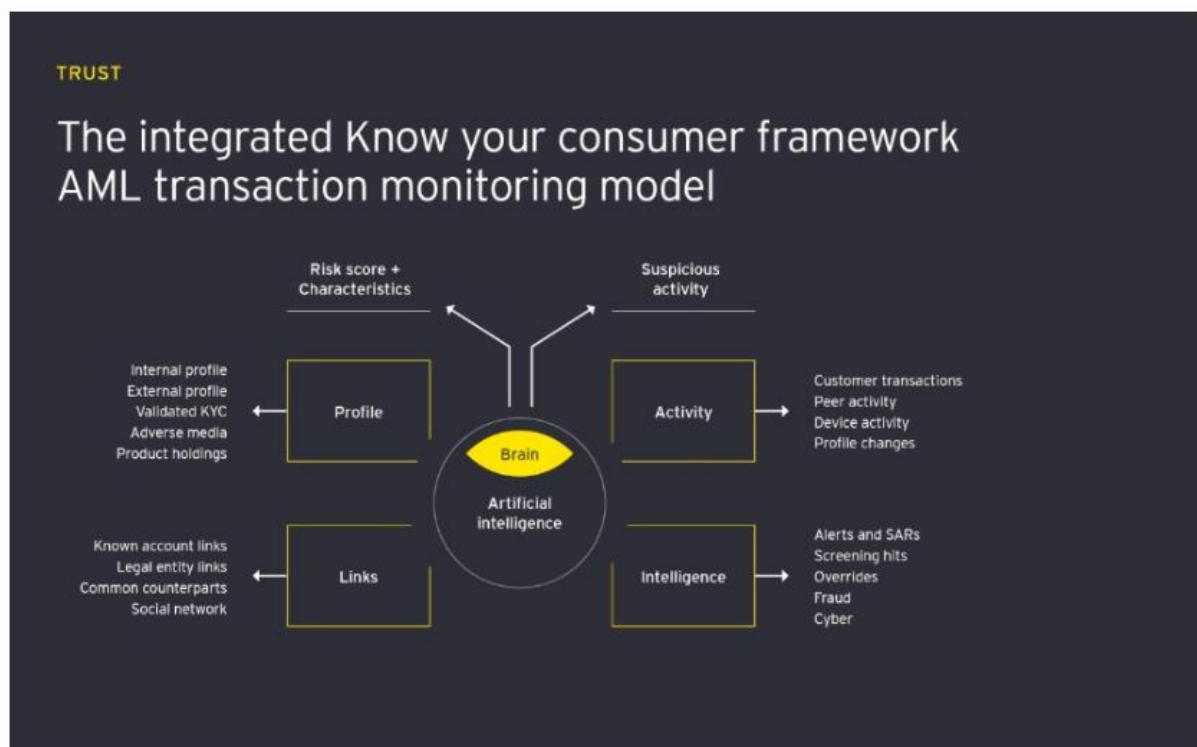 TRUST
The integrated Know your consumer framework
AML transaction monitoring model
Risk score +
Characteristics
Suspicious
activity
Internal profile
External profile
Validated KYC
Adverse media
Product holdings
Profile
Activity
Customer transactions
Peer activity
Device activity
Profile changes
Brain
Artificial
intelligence
Known account links
Legal entity links
Common counterparts
Social network
Links
Intelligence
Alerts and SARs
Screening hits
Overrides
Fraud
Cyber